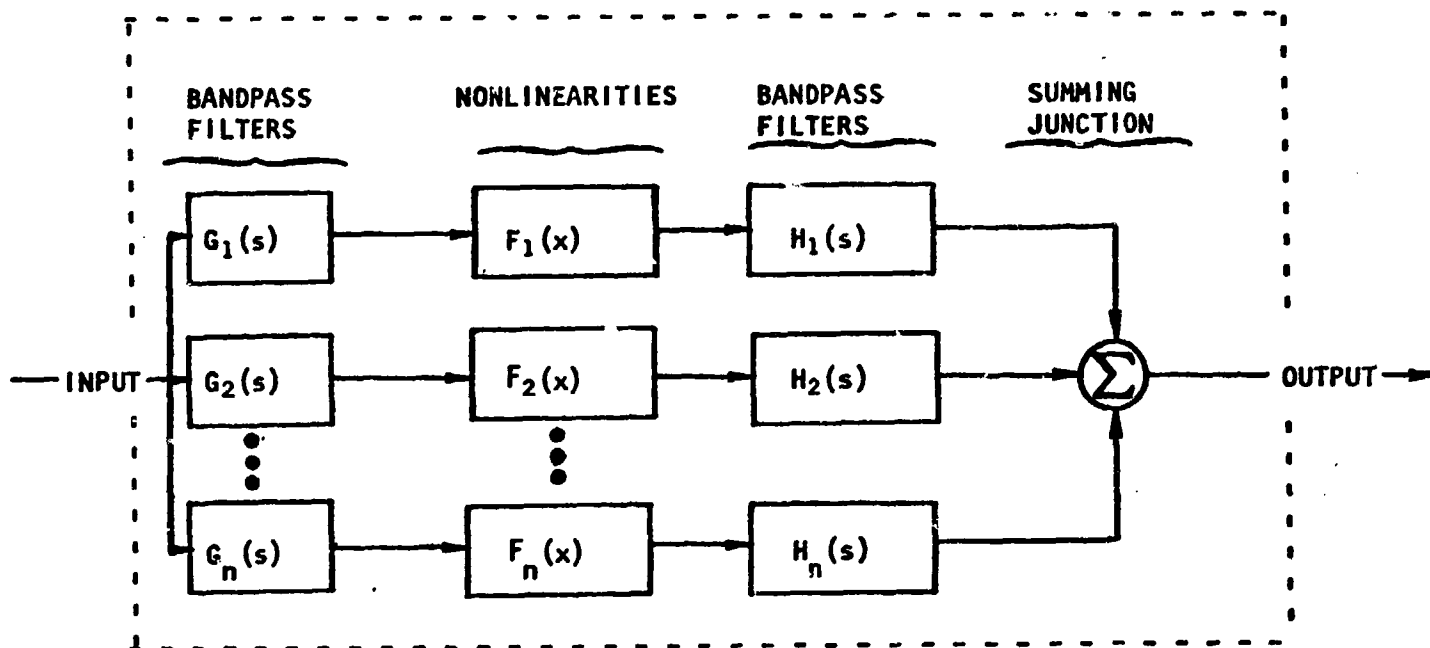 BANDPASS
FILTERS
NONLINEARITIES
BANDPASS
FILTERS
SUMMING
JUNCTION
G₁(s)
F₁(x)
H₁(s)
INPUT
G₂(s)
F₂(x)
H₂(s)
Σ
OUTPUT
Gₙ(s)
Fₙ(x)
Hₙ(s)